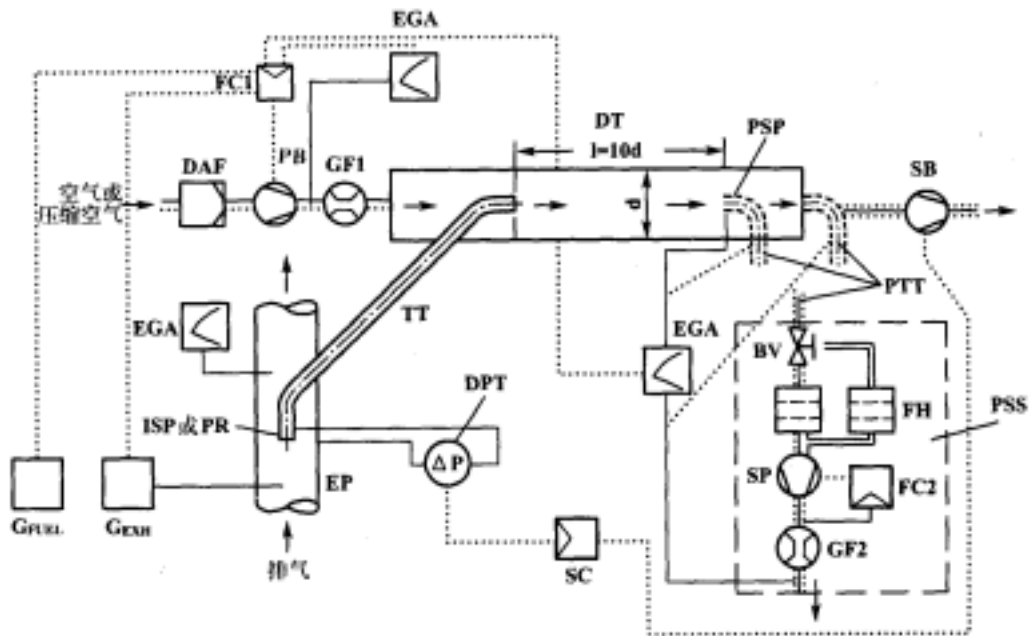 EGA
FC1
DT
l=10d
PSP
DAF
PB
GF1
SB
空气或
压缩空气
d
PTT
TT
EGA
EGA
BV
DPT
FH
PSS
ISP或PR
ΔP
SP
FC2
EP
GFUEL
GEXH
GF2
SC
排气